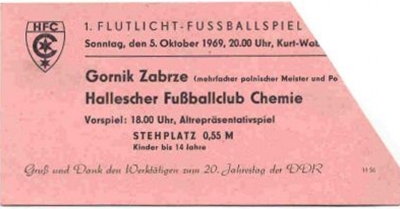 HFC
1. FLUTLICHT-FUSSBALLSPIEL
Sonntag, den 5. Oktober 1969, 20.00 Uhr, Kurt-Wab
Gornik Zabrze (mehrfacher polnischer Meister und Po
Hallescher Fußballclub Chemie
Vorspiel: 18.00 Uhr, Altrepräsentativspiel
STEHPLATZ 0,55 M
Kinder bis 14 Jahre
Gruß und Dank den Werktätigen zum 20. Jahrestag der DDR